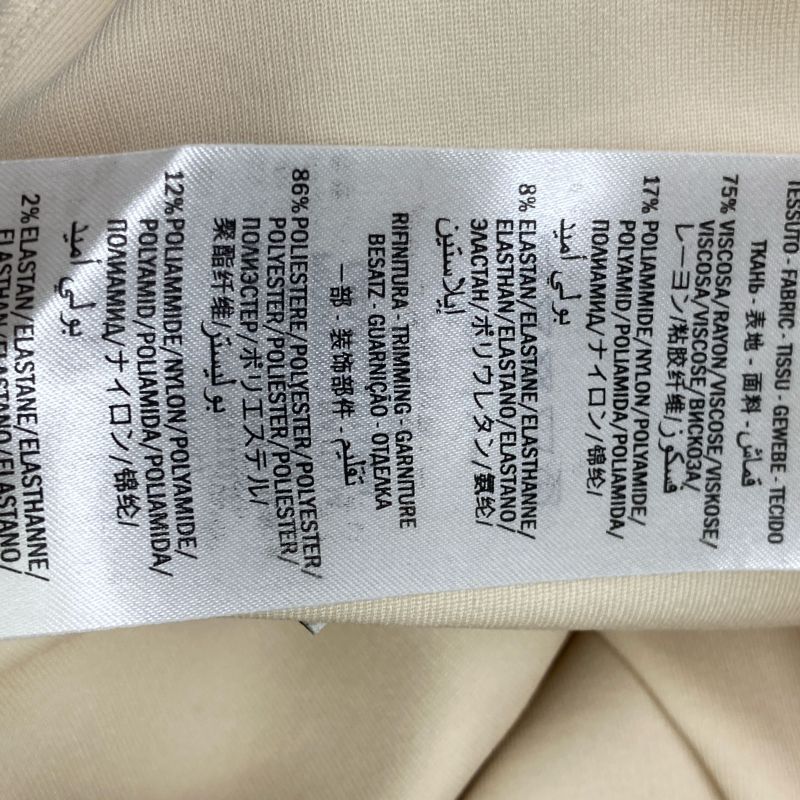 TESSUTO - FABRIC - TISSU - GEWEBE - TECIDO
ТКАНЬ - 表地 - 面料 - قماش
75% VISCOSA/RAYON/VISCOSE/VISKOSE/
VISCOSA/VISCOSE/ВИСКОЗА/
レーヨン/粘胶纤维/فسكوز
17% POLIAMMIDE/NYLON/POLYAMIDE/
POLYAMID/POLIAMIDA/POLIAMIDA/
ПОЛИАМИД/ナイロン/锦纶/
بولي أميد
8% ELASTAN/ELASTANE/ELASTHANNE/
ELASTHAN/ELASTANO/ELASTANO/
ЭЛАСТАН/ポリウレタン/氨纶/
إيلاستين
RIFINITURA - TRIMMING - GARNITURE
BESATZ - GUARNIÇÃO - ОТДЕЛКА
一部 - 装饰部件 - تقليم
86% POLIESTERE/POLYESTER/POLYESTER/
POLYESTER/POLIESTER/POLIESTER/
ПОЛИЭСТЕР/ポリエステル/
聚酯纤维/بوليستر
12% POLIAMMIDE/NYLON/POLYAMIDE/
POLYAMID/POLIAMIDA/POLIAMIDA/
ПОЛИАМИД/ナイロン/锦纶/
بولي أميد
2% ELASTAN/ELASTANE/ELASTHANNE/
ELASTHAN/ELASTANO/ELASTANO/